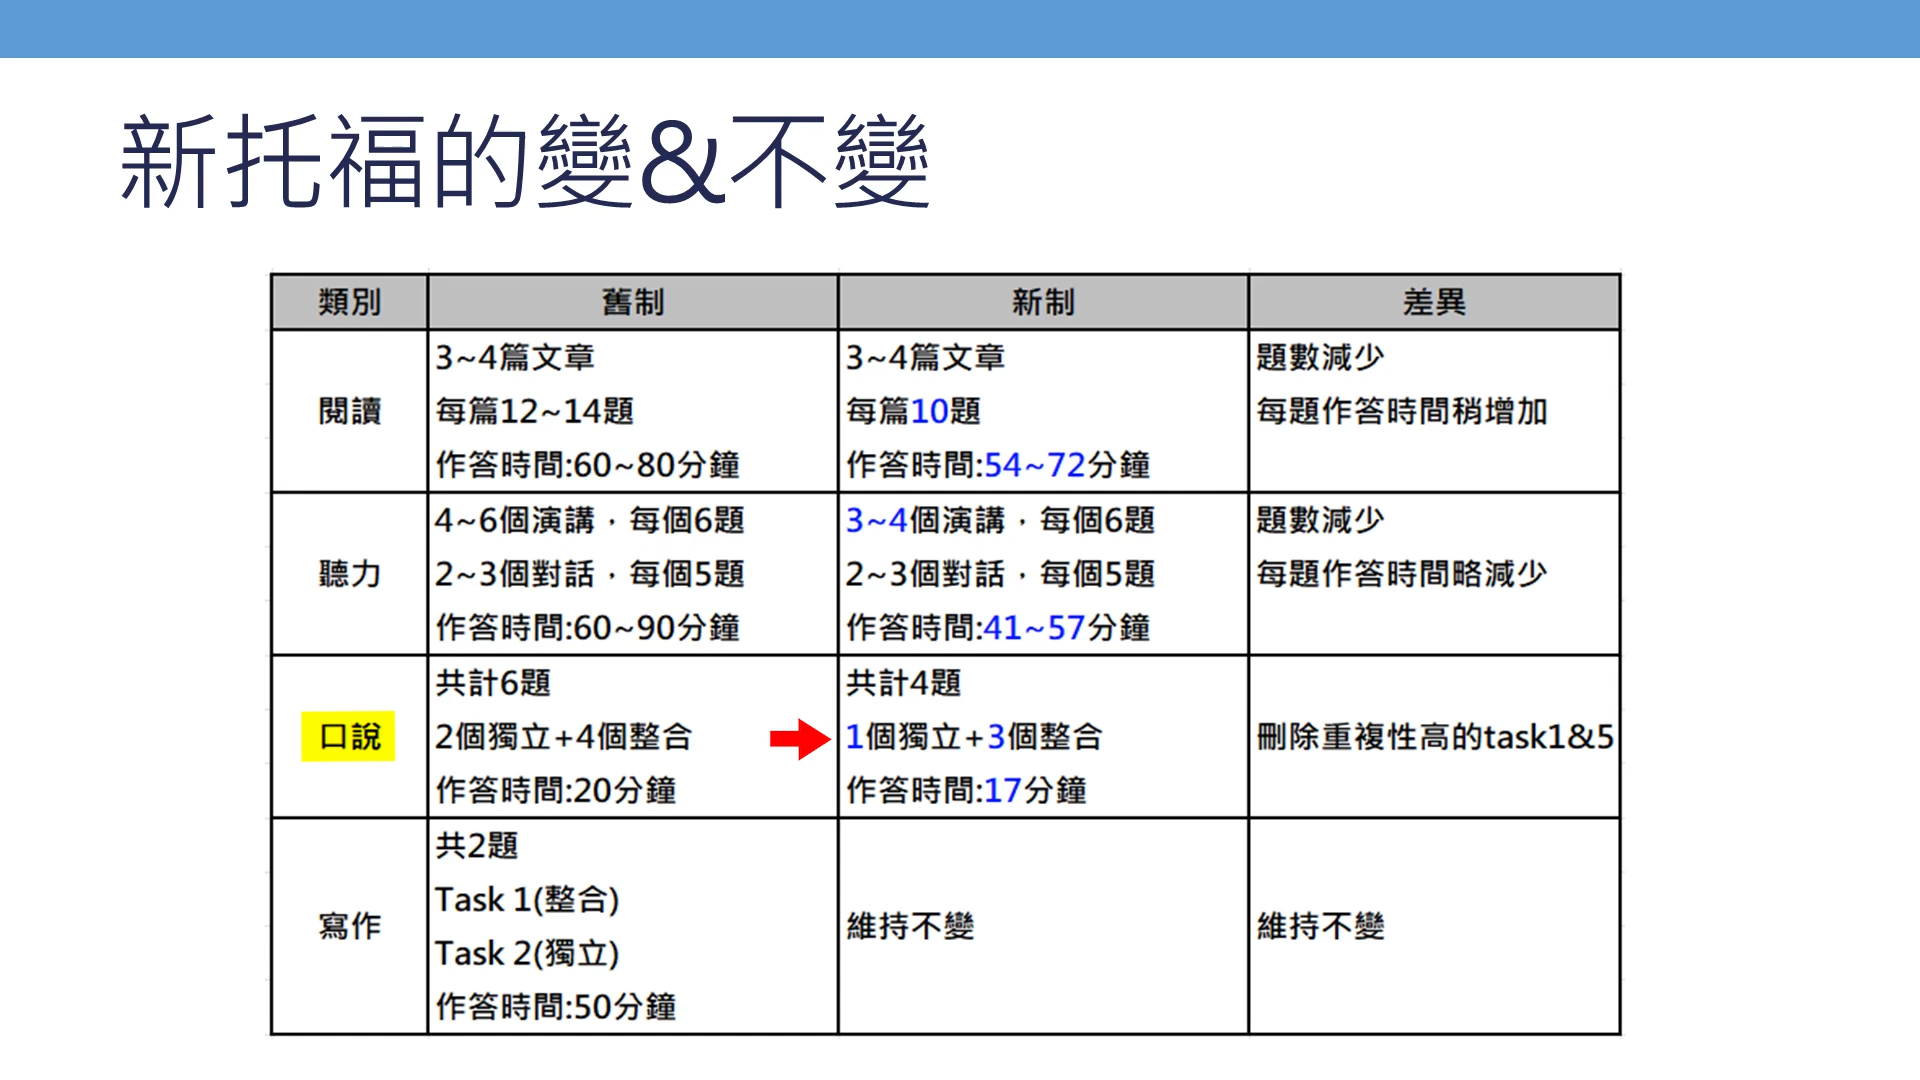 新托福的變&不變
類別 舊制 新制 差異
閱讀
3~4篇文章
每篇12~14題
作答時間:60~80分鐘
3~4篇文章
每篇10題
作答時間:54~72分鐘
題數減少
每題作答時間稍增加
聽力
4~6個演講，每個6題
2~3個對話，每個5題
作答時間:60~90分鐘
3~4個演講，每個6題
2~3個對話，每個5題
作答時間:41~57分鐘
題數減少
每題作答時間略減少
口說
共計6題
2個獨立+4個整合
作答時間:20分鐘
共計4題
1個獨立+3個整合
作答時間:17分鐘
刪除重複性高的task1&5
寫作
共2題
Task 1(整合)
Task 2(獨立)
作答時間:50分鐘
維持不變
維持不變